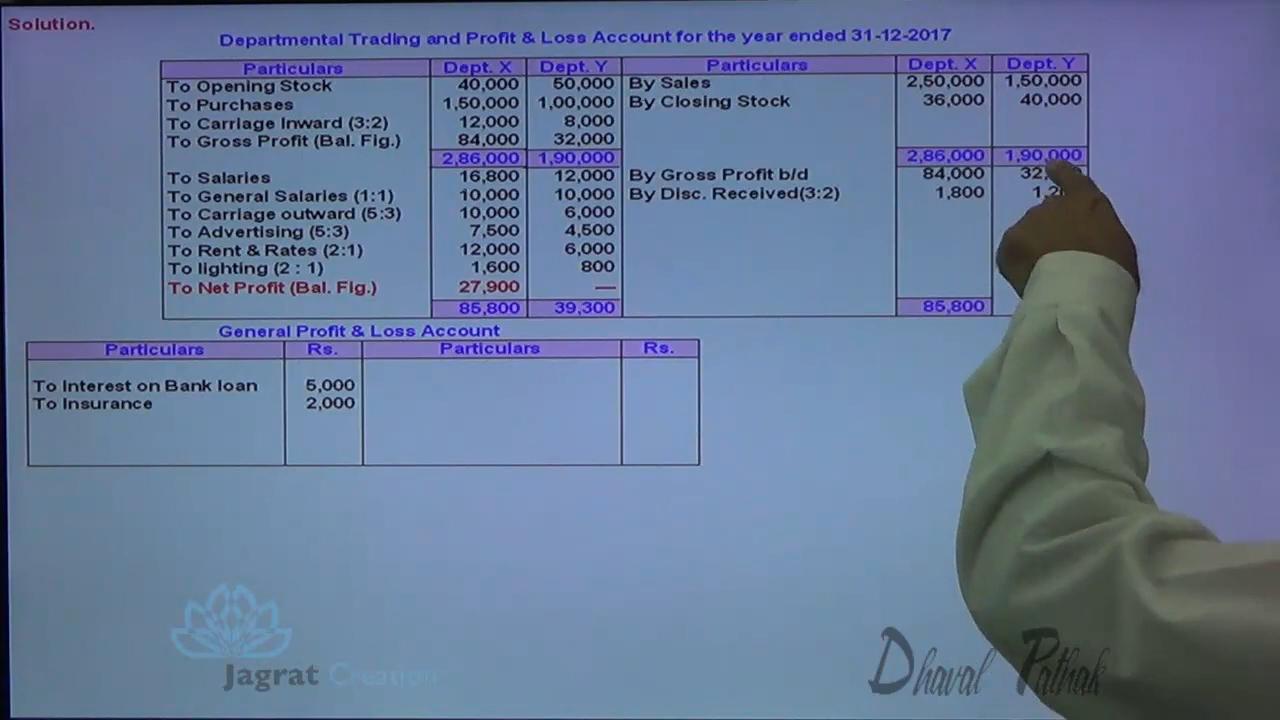 Solution.
Departmental Trading and Profit & Loss Account for the year ended 31-12-2017
Particulars Dept. X Dept. Y Particulars Dept. X Dept. Y
To Opening Stock 40,000 50,000 By Sales 2,50,000 1,50,000
To Purchases 1,50,000 1,00,000 By Closing Stock 36,000 40,000
To Carriage Inward (3:2) 12,000 8,000
To Gross Profit (Bal. Fig.) 84,000 32,000
2,86,000 1,90,000 2,86,000 1,90,000
To Salaries 16,800 12,000 By Gross Profit b/d 84,000
To General Salaries (1:1) 10,000 10,000 By Disc. Received(3:2) 1,800
To Carriage outward (5:3) 10,000 6,000
To Advertising (5:3) 7,500 4,500
To Rent & Rates (2:1) 12,000 6,000
To lighting (2 : 1) 1,600 800
To Net Profit (Bal. Fig.) 27,900 —
85,800 39,300 85,800
General Profit & Loss Account
Particulars Rs. Particulars Rs.
To Interest on Bank loan 5,000
To Insurance 2,000
Jagrat Creation
Dhaval Pathak